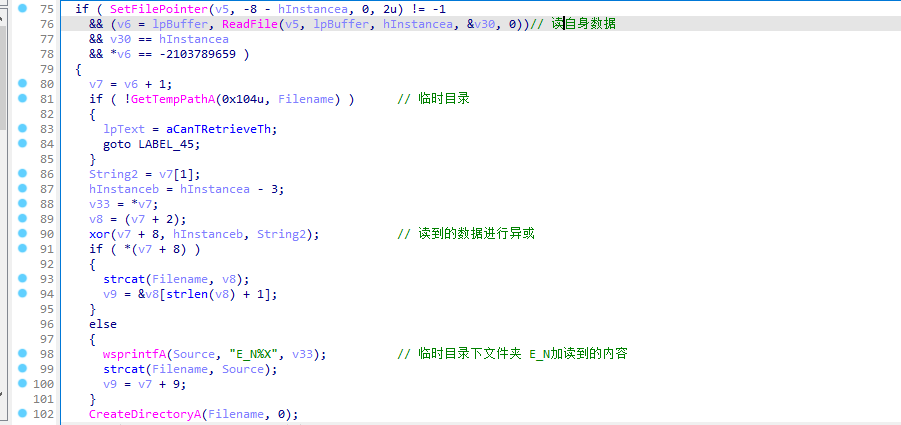 75 if ( SetFilePointer(v5, -8 - hInstancea, 0, 2u) != -1
76 && (v6 = lpBuffer, ReadFile(v5, lpBuffer, hInstancea, &v30, 0))// 读自身数据
77 && v30 == hInstancea
78 && *v6 == -2103789659 )
79 {
80 v7 = v6 + 1;
81 if ( !GetTempPathA(0x104u, Filename) ) // 临时目录
82 {
83 lpText = aCanTRetrieveTh;
84 goto LABEL_45;
85 }
86 String2 = v7[1];
87 hInstanceb = hInstancea - 3;
88 v33 = *v7;
89 v8 = (v7 + 2);
90 xor(v7 + 8, hInstanceb, String2); // 读到的数据进行异或
91 if ( *(v7 + 8) )
92 {
93 strcat(Filename, v8);
94 v9 = &v8[strlen(v8) + 1];
95 }
96 else
97 {
98 wsprintfA(Source, "E_N%X", v33); // 临时目录下文件夹 E_N加读到的内容
99 strcat(Filename, Source);
100 v9 = v7 + 9;
101 }
102 CreateDirectoryA(Filename, 0);